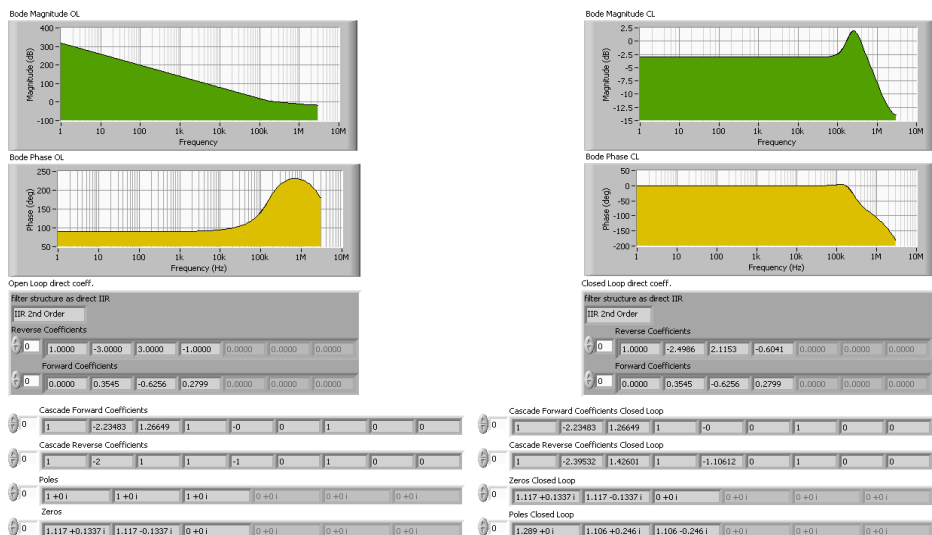 Bode Magnitude OL
400
300
200
100
0
-100
Magnitude (dB)
1 10 100 1k 10k 100k 1M 10M
Frequency
Bode Phase OL
250
200
150
100
50
Phase (deg)
1 10 100 1k 10k 100k 1M 10M
Frequency (Hz)
Open Loop direct coeff.
filter structure as direct IIR
IIR 2nd Order
Reverse Coefficients
0 1.0000 -3.0000 3.0000 -1.0000 0.0000 0.0000 0.0000
Forward Coefficients
0 0.0000 0.3545 -0.6256 0.2799 0.0000 0.0000 0.0000
Cascade Forward Coefficients
0 1 -2.23483 1.26649 1 -0 0 1 0 0
Cascade Reverse Coefficients
0 1 -2 1 1 -1 0 1 0 0
Poles
0 1 +0 i 1 +0 i 1 +0 i 0 +0 i 0 +0 i 0 +0 i
Zeros
0 1.117 +0.1337 i 1.117 -0.1337 i 0 +0 i 0 +0 i 0 +0 i 0 +0 i
Bode Magnitude CL
2.5
0
-2.5
-5
-7.5
-10
-12.5
-15
Magnitude (dB)
1 10 100 1k 10k 100k 1M 10M
Frequency
Bode Phase CL
50
0
-50
-100
-150
-200
Phase (deg)
1 10 100 1k 10k 100k 1M 10M
Frequency (Hz)
Closed Loop direct coeff.
filter structure as direct IIR
IIR 2nd Order
Reverse Coefficients
0 1.0000 -2.4986 2.1153 -0.6041 0.0000 0.0000 0.0000
Forward Coefficients
0 0.0000 0.3545 -0.6256 0.2799 0.0000 0.0000 0.0000
Cascade Forward Coefficients Closed Loop
0 1 -2.23483 1.26649 1 -0 0 1 0 0
Cascade Reverse Coefficients Closed Loop
0 1 -2.39532 1.42601 1 -1.10612 0 1 0 0
Zeros Closed Loop
0 1.117 +0.1337 i 1.117 -0.1337 i 0 +0 i 0 +0 i 0 +0 i 0 +0 i
Poles Closed Loop
0 1.289 +0 i 1.106 +0.246 i 1.106 -0.246 i 0 +0 i 0 +0 i 0 +0 i